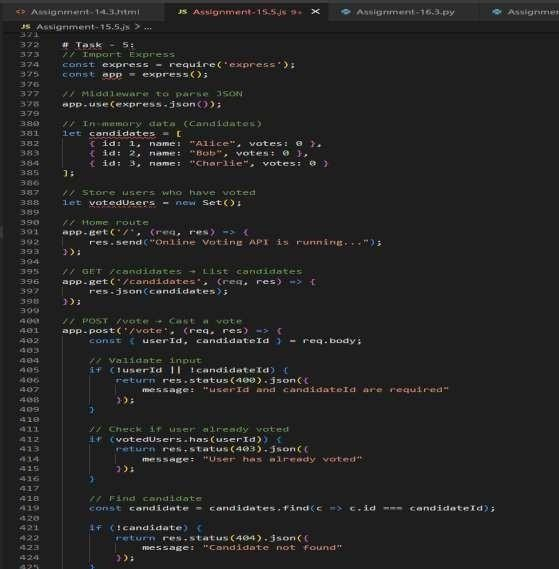 Assignment-14.3.html
JS Assignment-15.5.js 9+ ✕
Assignment-16.3.py
Assignmen
JS Assignment-15.5.js > ...
371
372 # Task - 5:
373 // Import Express
374 const express = require('express');
375 const app = express();
376
377 // Middleware to parse JSON
378 app.use(express.json());
379
380 // In-memory data (Candidates)
381 let candidates = [
382 { id: 1, name: "Alice", votes: 0 },
383 { id: 2, name: "Bob", votes: 0 },
384 { id: 3, name: "Charlie", votes: 0 }
385 ];
386
387 // Store users who have voted
388 let votedUsers = new Set();
389
390 // Home route
391 app.get('/', (req, res) => {
392 res.send("Online Voting API is running...");
393 });
394
395 // GET /candidates → List candidates
396 app.get('/candidates', (req, res) => {
397 res.json(candidates);
398 });
399
400 // POST /vote → Cast a vote
401 app.post('/vote', (req, res) => {
402 const { userId, candidateId } = req.body;
403
404 // Validate input
405 if (!userId || !candidateId) {
406 return res.status(400).json({
407 message: "userId and candidateId are required"
408 });
409 }
410
411 // Check if user already voted
412 if (votedUsers.has(userId)) {
413 return res.status(403).json({
414 message: "User has already voted"
415 });
416 }
417
418 // Find candidate
419 const candidate = candidates.find(c => c.id === candidateId);
420
421 if (!candidate) {
422 return res.status(404).json({
423 message: "Candidate not found"
424 });
425 }